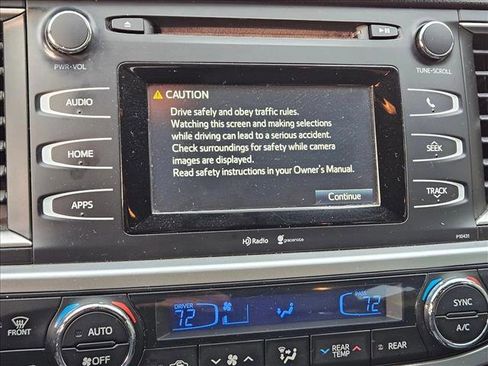 PWR•VOL
TUNE•SCROLL
AUDIO
HOME
APPS
SEEK
TRACK
CAUTION
Drive safely and obey traffic rules.
Watching this screen and making selections
while driving can lead to a serious accident.
Check surroundings for safety while camera
images are displayed.
Read safety instructions in your Owner's Manual.
Continue
HD Radio
gracenote
P10431
DRIVER
72
PASS
72
FRONT
AUTO
OFF
REAR
TEMP
REAR
SYNC
A/C